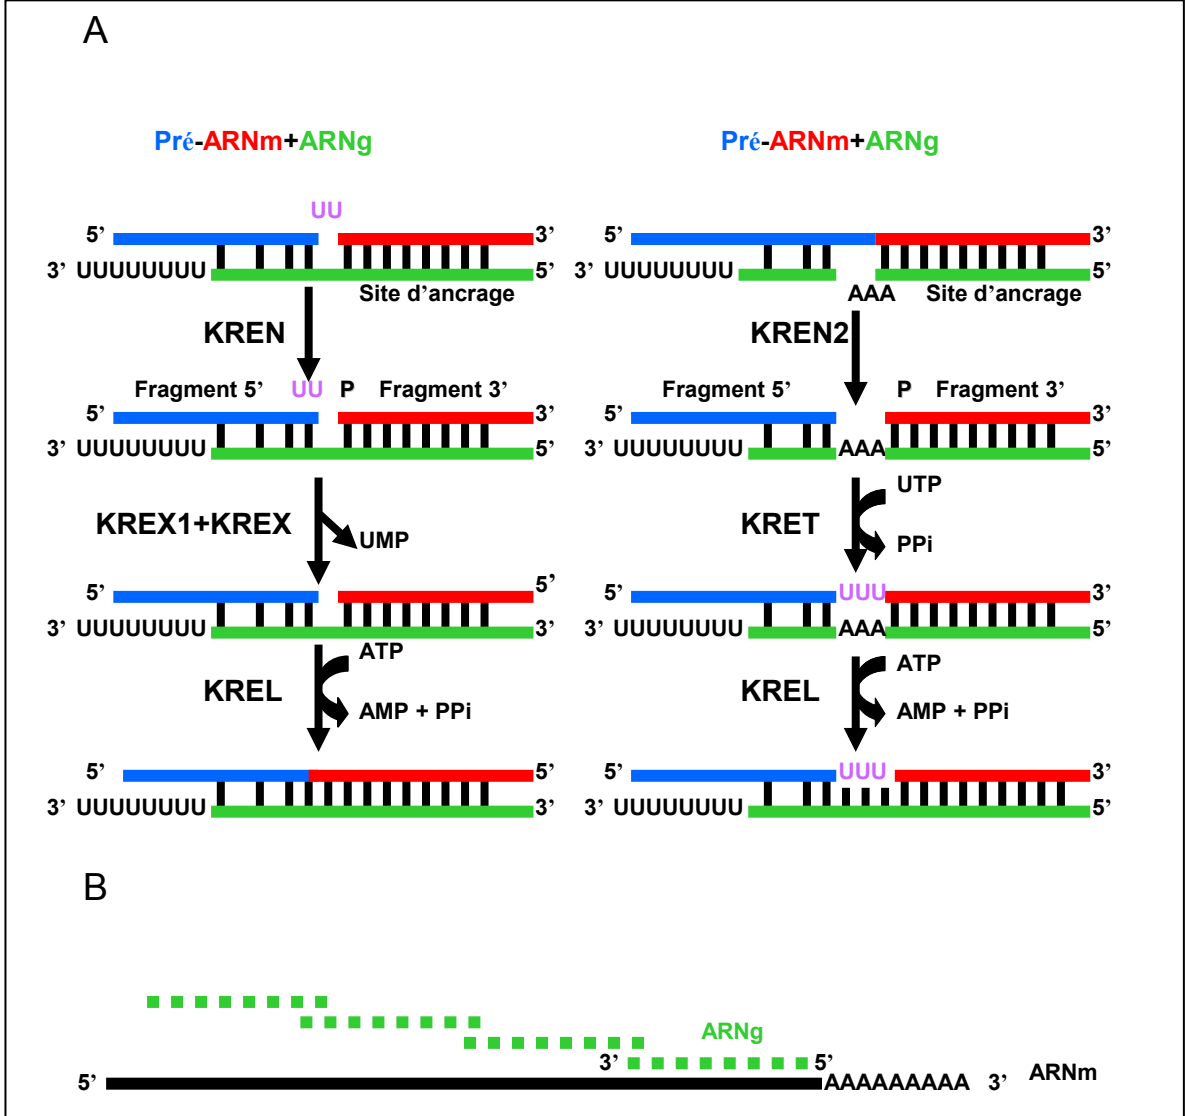 A
Pré-ARNm+ARNg Pré-ARNm+ARNg
UU
5’ 3’ 5’ 3’
3’ UUUUUUUU 5’ 3’ UUUUUUUU 5’
Site d’ancrage AAA Site d’ancrage
KREN KREN2
Fragment 5’ UU P Fragment 3’ Fragment 5’ P Fragment 3’
5’ 3’ 5’ 3’
3’ UUUUUUUU 5’ 3’ UUUUUUUU AAA 5’
UTP
KREX1+KREX KRET
UMP PPi
5’ 5’ 5’ UUU 3’
3’ UUUUUUUU 3’ 3’ UUUUUUUU AAA 5’
ATP ATP
KREL KREL
AMP + PPi AMP + PPi
5’ 5’ 5’ UUU 3’
3’ UUUUUUUU 3’ 3’ UUUUUUUU 5’
B
ARNg
3’ 5’
5’ AAAAAAAAA 3’ ARNm